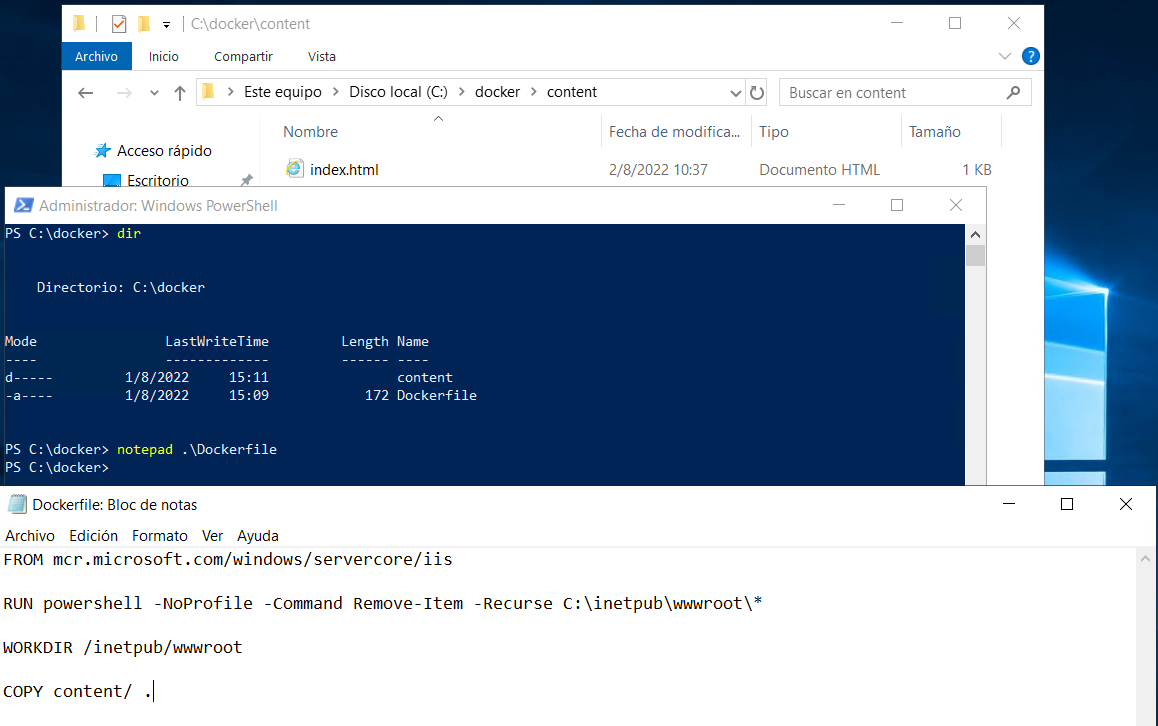 C:\docker\content
Archivo Inicio Compartir Vista
Este equipo Disco local (C:) docker content Buscar en content
Nombre Fecha de modifica... Tipo Tamaño
Acceso rápido
index.html 2/8/2022 10:37 Documento HTML 1 KB
Escritorio
Administrador: Windows PowerShell
PS C:\docker> dir
Directorio: C:\docker
Mode LastWriteTime Length Name
---- ------------- ------ ----
d----- 1/8/2022 15:11 content
-a---- 1/8/2022 15:09 172 Dockerfile
PS C:\docker> notepad .\Dockerfile
PS C:\docker>
Dockerfile: Bloc de notas
Archivo Edición Formato Ver Ayuda
FROM mcr.microsoft.com/windows/servercore/iis
RUN powershell -NoProfile -Command Remove-Item -Recurse C:\inetpub\wwwroot\*
WORKDIR /inetpub/wwwroot
COPY content/ .